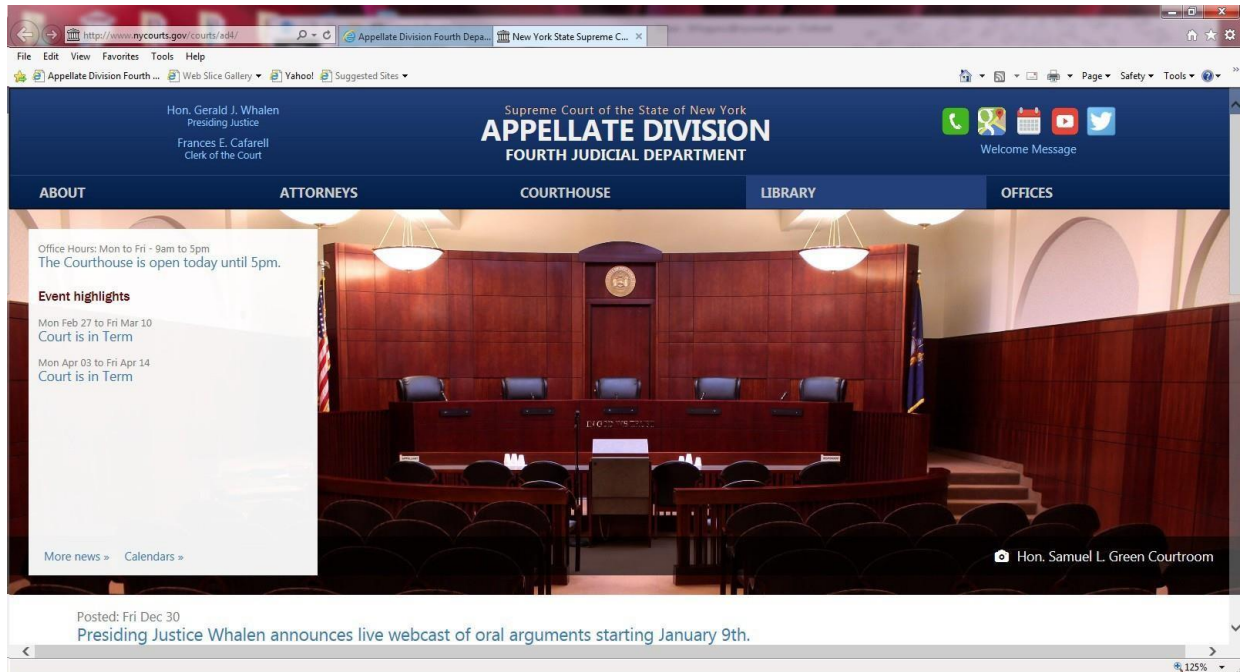 http://www.nycourts.gov/courts/ad4/
Appellate Division Fourth Depa...
New York State Supreme C...
File Edit View Favorites Tools Help
Appellate Division Fourth ... Web Slice Gallery Yahoo! Suggested Sites
Page Safety Tools
Hon. Gerald J. Whalen
Presiding Justice
Frances E. Cafarell
Clerk of the Court
Supreme Court of the State of New York
APPELLATE DIVISION
FOURTH JUDICIAL DEPARTMENT
Welcome Message
ABOUT ATTORNEYS COURTHOUSE LIBRARY OFFICES
Office Hours: Mon to Fri - 9am to 5pm
The Courthouse is open today until 5pm.
Event highlights
Mon Feb 27 to Fri Mar 10
Court is in Term
Mon Apr 03 to Fri Apr 14
Court is in Term
More news » Calendars »
IN GOD WE TRUST
Hon. Samuel L. Green Courtroom
Posted: Fri Dec 30
Presiding Justice Whalen announces live webcast of oral arguments starting January 9th.
125%